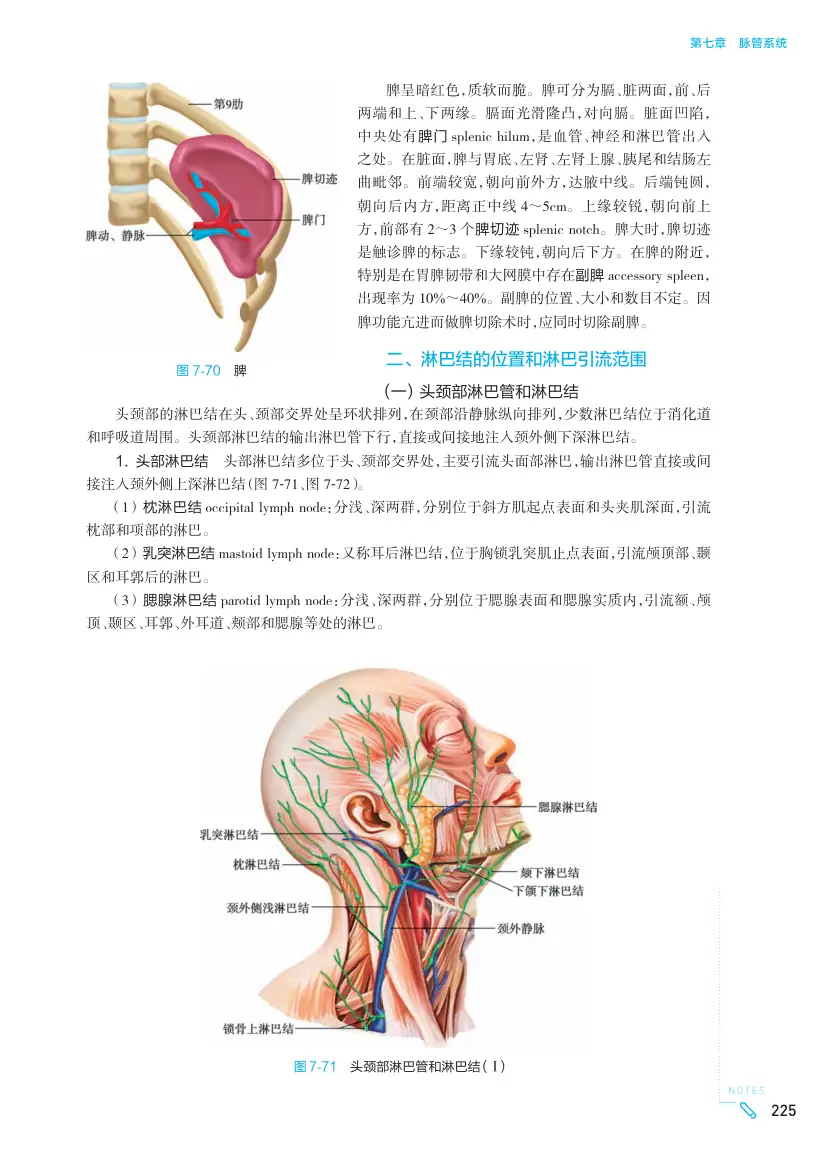 第七章 脉管系统
第9肋
脾切迹
脾门
脾动、静脉
图 7-70 脾
脾呈暗红色,质软而脆。脾可分为膈、脏两面,前、后
两端和上、下两缘。膈面光滑隆凸,对向膈。脏面凹陷,
中央处有脾门 splenic hilum,是血管、神经和淋巴管出入
之处。在脏面,脾与胃底、左肾、左肾上腺、胰尾和结肠左
曲毗邻。前端较宽,朝向前外方,达腋中线。后端钝圆,
朝向后内方,距离正中线 4～5cm。上缘较锐,朝向前上
方,前部有 2～3 个脾切迹 splenic notch。脾大时,脾切迹
是触诊脾的标志。下缘较钝,朝向后下方。在脾的附近,
特别是在胃脾韧带和大网膜中存在副脾 accessory spleen,
出现率为 10%～40%。副脾的位置、大小和数目不定。因
脾功能亢进而做脾切除术时,应同时切除副脾。
二、淋巴结的位置和淋巴引流范围
（一）头颈部淋巴管和淋巴结
头颈部的淋巴结在头、颈部交界处呈环状排列,在颈部沿静脉纵向排列,少数淋巴结位于消化道
和呼吸道周围。头颈部淋巴结的输出淋巴管下行,直接或间接地注入颈外侧下深淋巴结。
1. 头部淋巴结 头部淋巴结多位于头、颈部交界处,主要引流头面部淋巴,输出淋巴管直接或间
接注入颈外侧上深淋巴结(图 7-71、图 7-72)。
（1）枕淋巴结 occipital lymph node:分浅、深两群,分别位于斜方肌起点表面和头夹肌深面,引流
枕部和项部的淋巴。
（2）乳突淋巴结 mastoid lymph node:又称耳后淋巴结,位于胸锁乳突肌止点表面,引流颅顶部、颞
区和耳郭后的淋巴。
（3）腮腺淋巴结 parotid lymph node:分浅、深两群,分别位于腮腺表面和腮腺实质内,引流额、颅
顶、颞区、耳郭、外耳道、颊部和腮腺等处的淋巴。
腮腺淋巴结
乳突淋巴结
枕淋巴结
颏下淋巴结
下颌下淋巴结
颈外侧浅淋巴结
颈外静脉
锁骨上淋巴结
图 7-71 头颈部淋巴管和淋巴结(Ⅰ)
NOTES
225